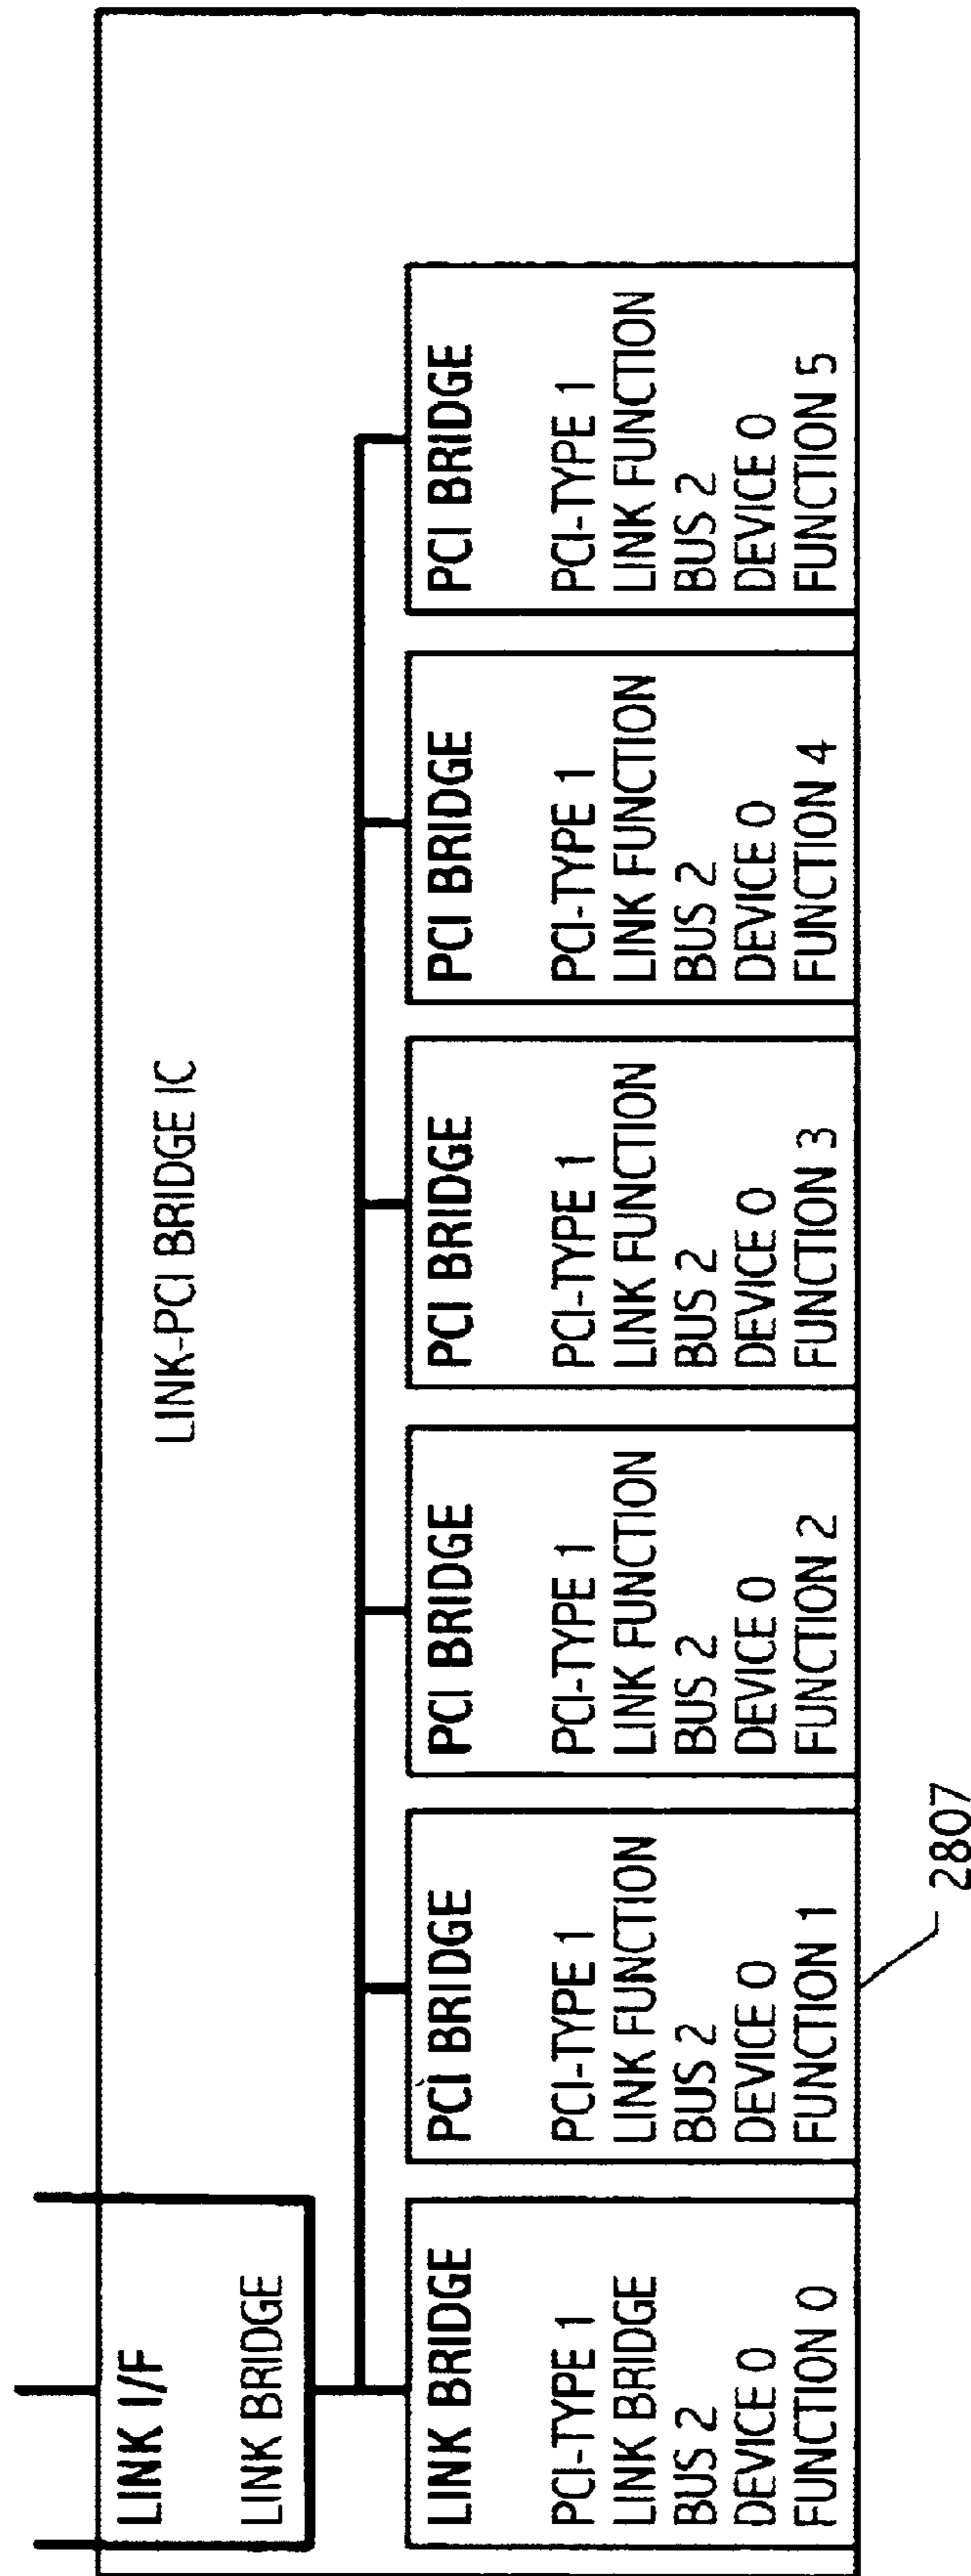 LINK I/F
LINK BRIDGE
LINK-PCI BRIDGE IC
LINK BRIDGE
PCI-TYPE 1
LINK BRIDGE
BUS 2
DEVICE 0
FUNCTION 0
PCI BRIDGE
PCI-TYPE 1
LINK FUNCTION
BUS 2
DEVICE 0
FUNCTION 1
PCI BRIDGE
PCI-TYPE 1
LINK FUNCTION
BUS 2
DEVICE 0
FUNCTION 2
PCI BRIDGE
PCI-TYPE 1
LINK FUNCTION
BUS 2
DEVICE 0
FUNCTION 3
PCI BRIDGE
PCI-TYPE 1
LINK FUNCTION
BUS 2
DEVICE 0
FUNCTION 4
PCI BRIDGE
PCI-TYPE 1
LINK FUNCTION
BUS 2
DEVICE 0
FUNCTION 5
2807